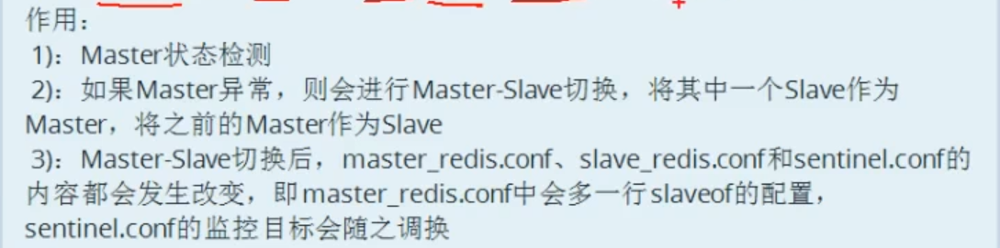 作用：
1)：Master状态检测
2)：如果Master异常，则会进行Master-Slave切换，将其中一个Slave作为
Master，将之前的Master作为Slave
3)：Master-Slave切换后，master_redis.conf、slave_redis.conf和sentinel.conf的
内容都会发生改变，即master_redis.conf中会多一行slaveof的配置，
sentinel.conf的监控目标会随之调换